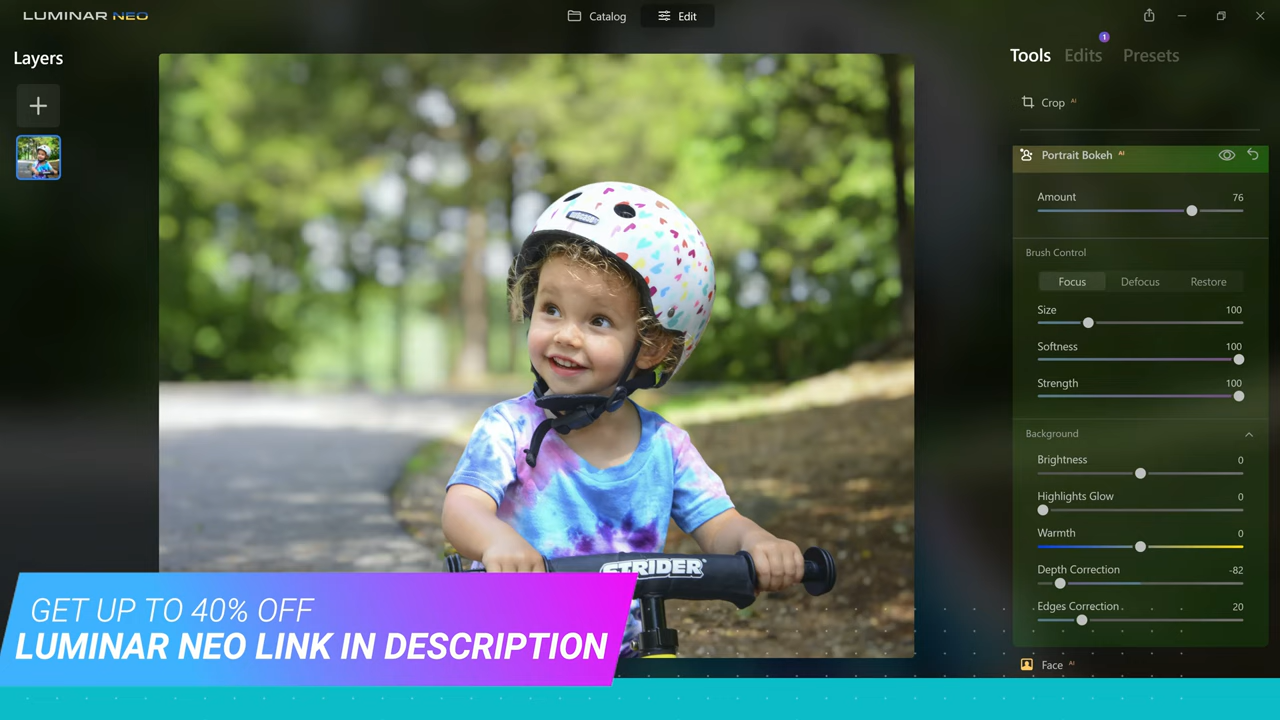 LUMINAR NEO
Catalog
Edit
Layers
Tools
Edits
1
Presets
Crop AI
Portrait Bokeh AI
Amount 76
Brush Control
Focus Defocus Restore
Size 100
Softness 100
Strength 100
Background
Brightness 0
Highlights Glow 0
Warmth 0
Depth Correction -82
Edges Correction 20
Face AI
STRIDER
GET UP TO 40% OFF
LUMINAR NEO LINK IN DESCRIPTION